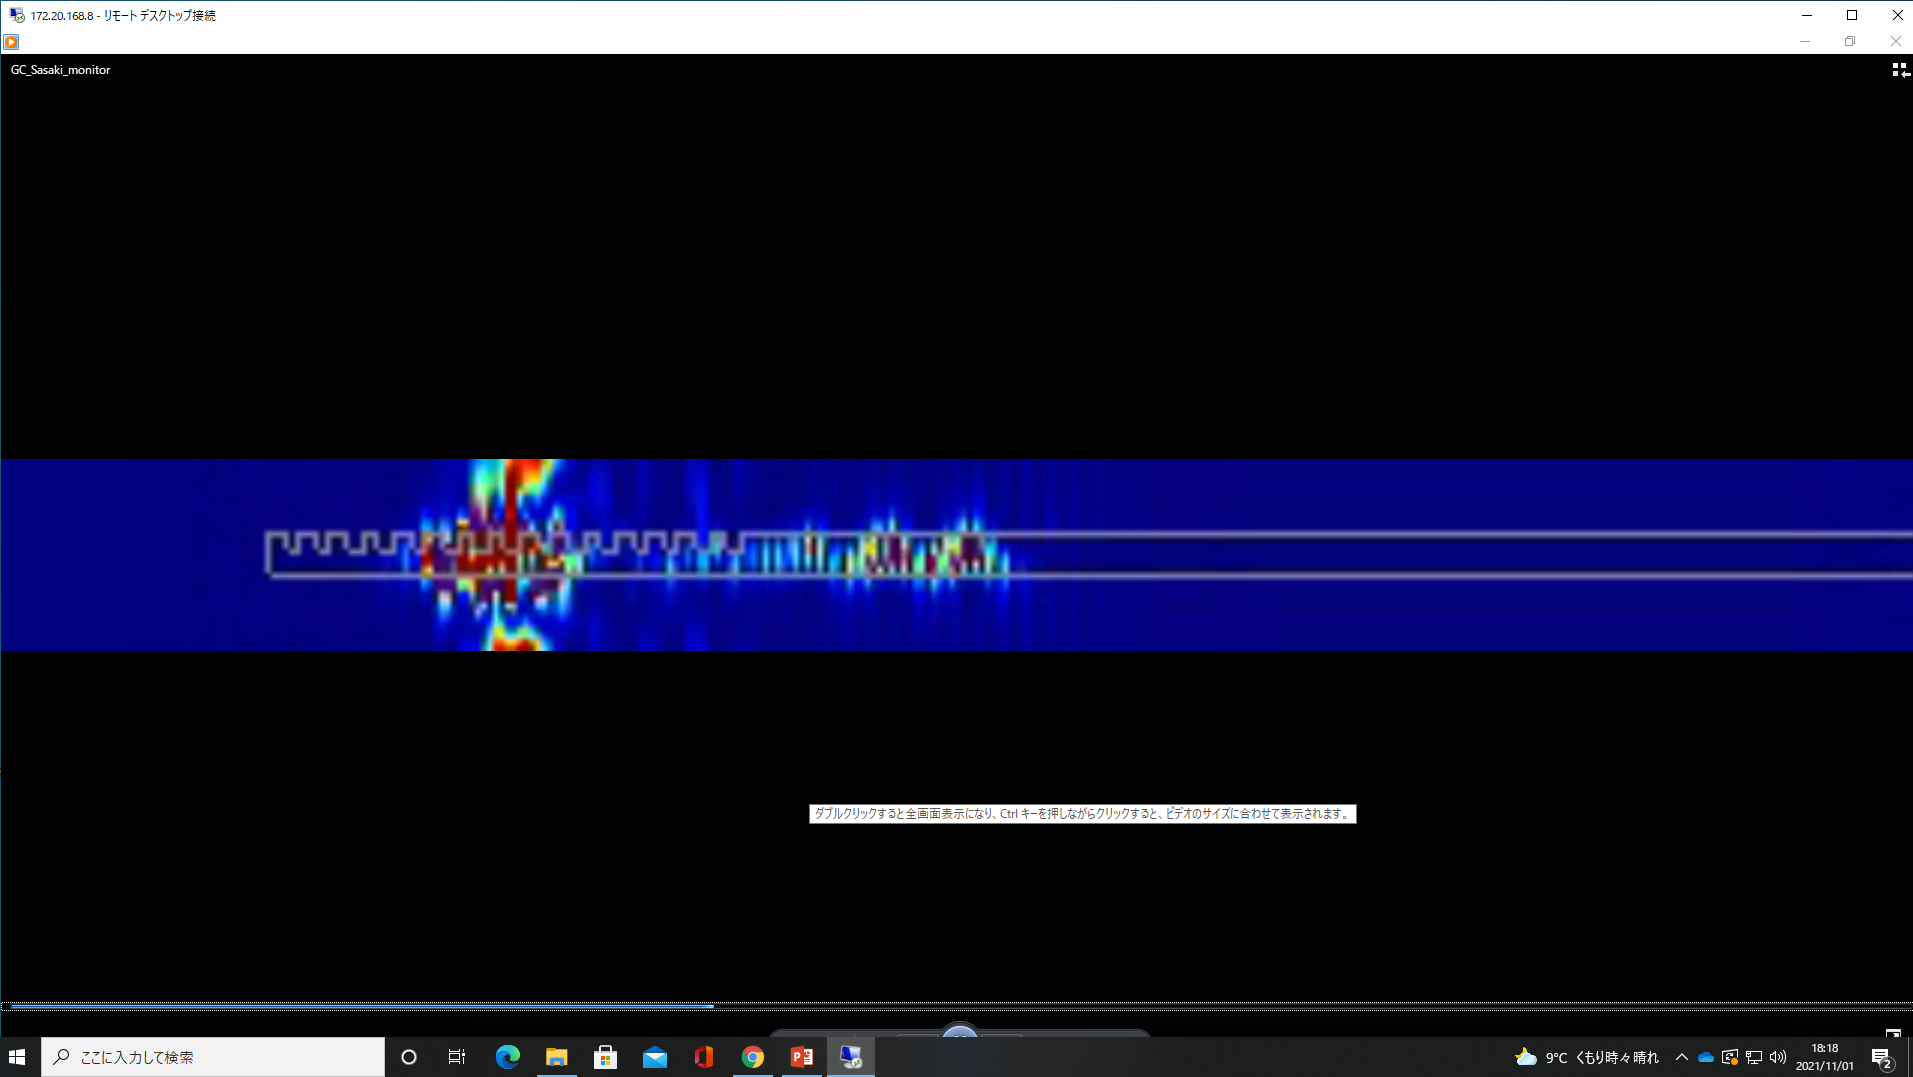 172.20.168.8 - リモート デスクトップ接続
GC_Sasaki_monitor
ダブルクリックすると全画面表示になり、Ctrl キーを押しながらクリックすると、ビデオのサイズに合わせて表示されます。
ここに入力して検索
9°C くもり時々晴れ
18:18
2021/11/01
2